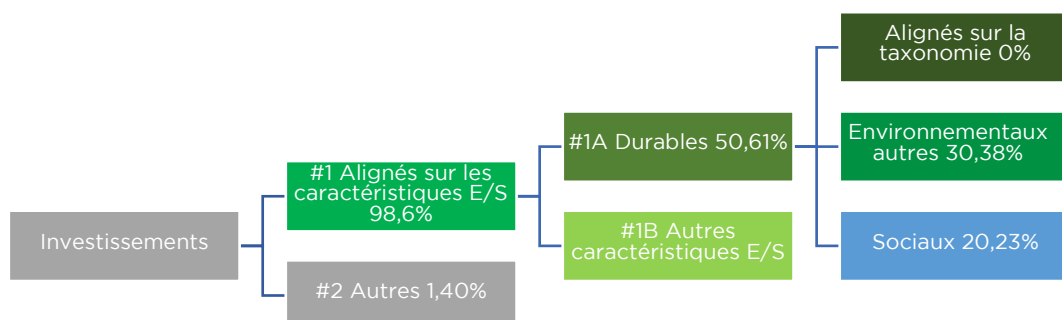 Investissements
#1 Alignés sur les
caractéristiques E/S
98,6%
#2 Autres 1,40%
#1A Durables 50,61%
#1B Autres
caractéristiques E/S
Alignés sur la
taxonomie 0%
Environnementaux
autres 30,38%
Sociaux 20,23%